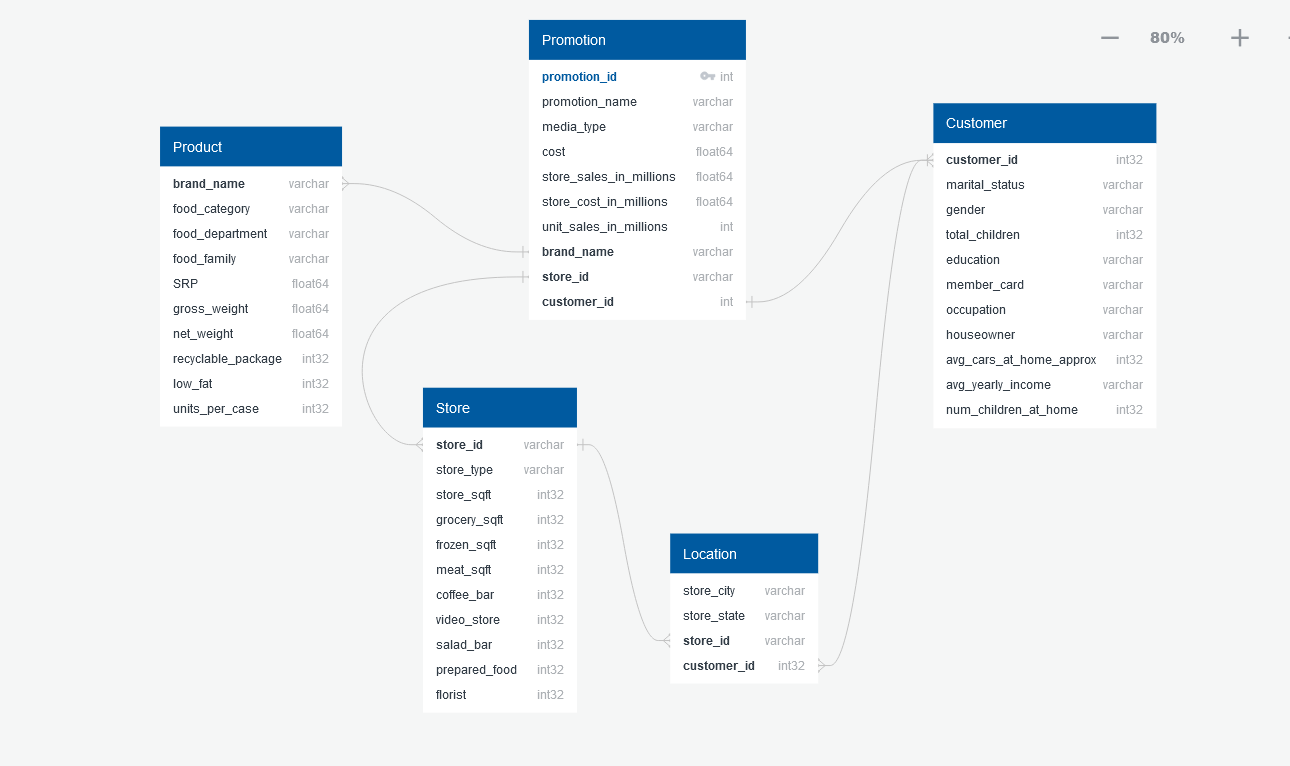 80%
Promotion
promotion_id int
promotion_name varchar
media_type varchar
cost float64
store_sales_in_millions float64
store_cost_in_millions float64
unit_sales_in_millions int
brand_name varchar
store_id varchar
customer_id int
Product
brand_name varchar
food_category varchar
food_department varchar
food_family varchar
SRP float64
gross_weight float64
net_weight float64
recyclable_package int32
low_fat int32
units_per_case int32
Customer
customer_id int32
marital_status varchar
gender varchar
total_children int32
education varchar
member_card varchar
occupation varchar
houseowner varchar
avg_cars_at_home_approx int32
avg_yearly_income varchar
num_children_at_home int32
Store
store_id varchar
store_type varchar
store_sqft int32
grocery_sqft int32
frozen_sqft int32
meat_sqft int32
coffee_bar int32
video_store int32
salad_bar int32
prepared_food int32
florist int32
Location
store_city varchar
store_state varchar
store_id varchar
customer_id int32